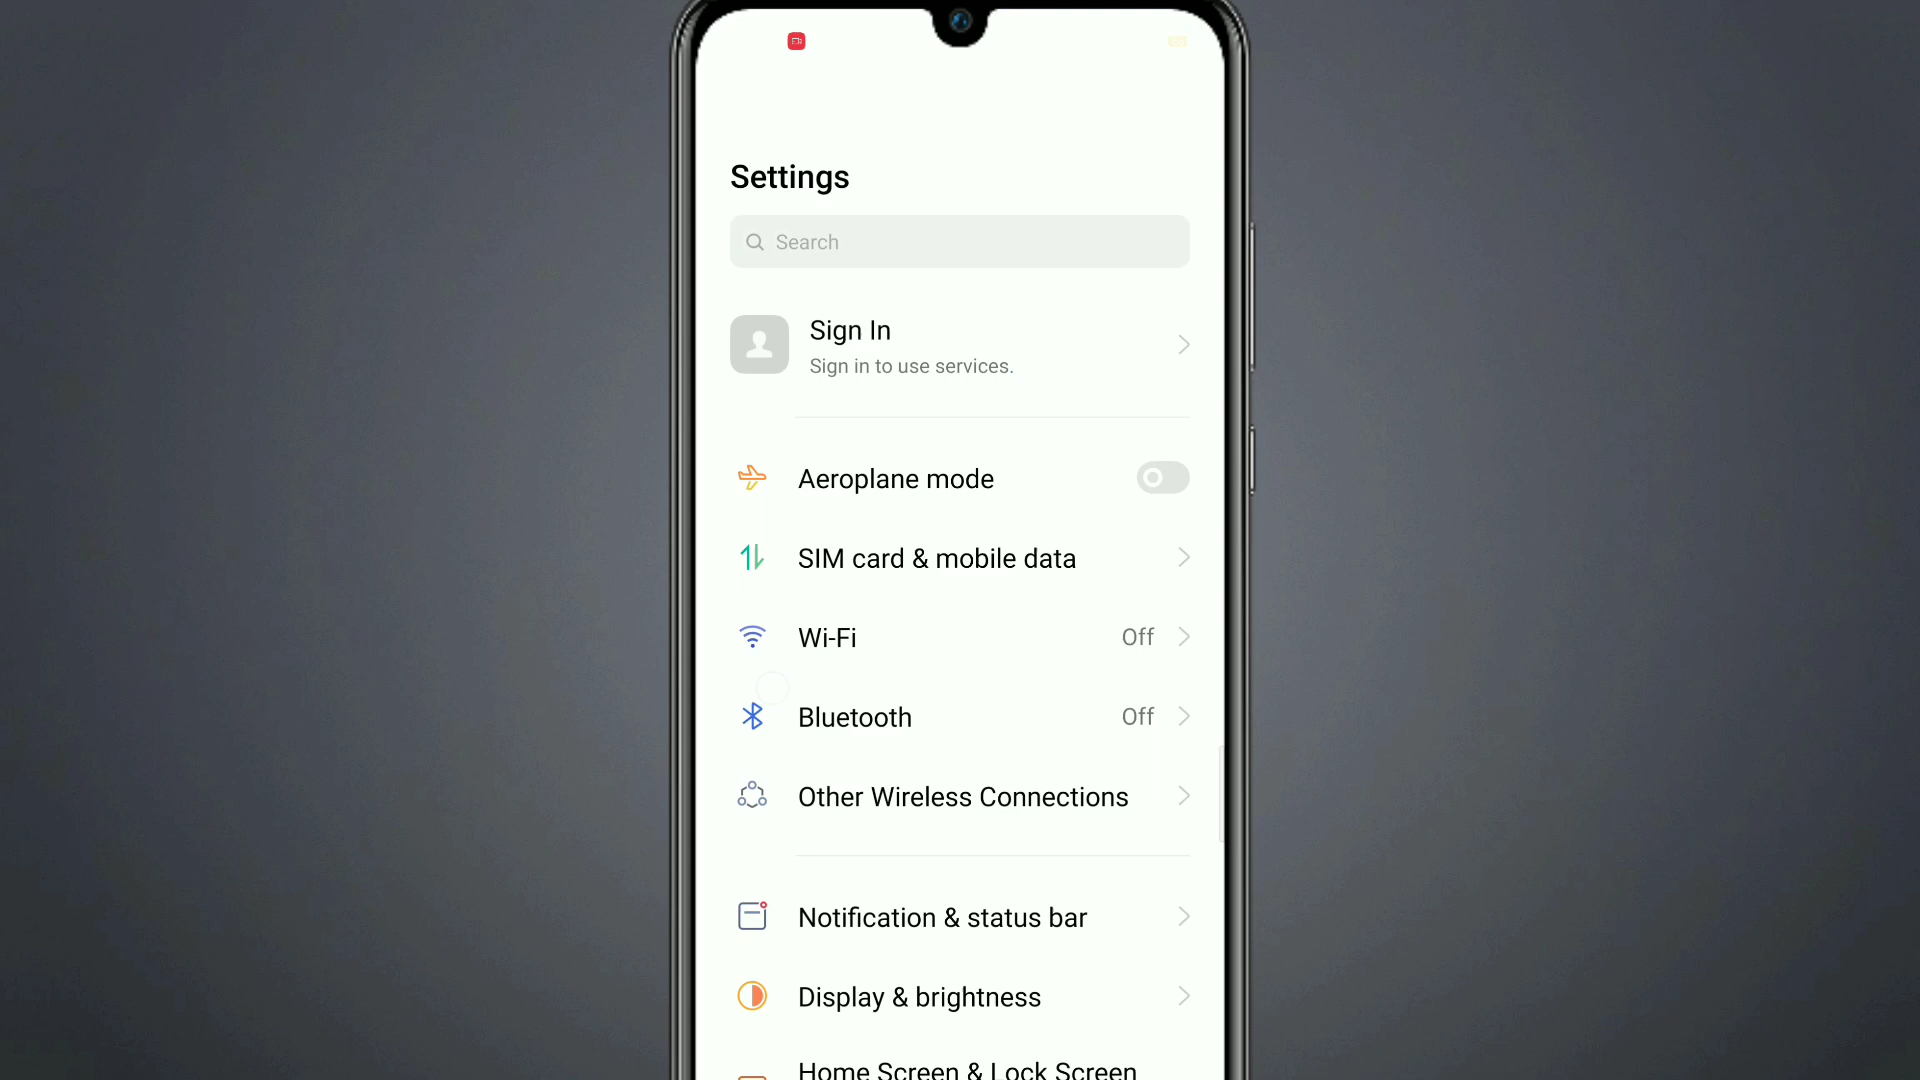 Settings
Search
Sign In
Sign in to use services.
Aeroplane mode
SIM card & mobile data
Wi-Fi Off
Bluetooth Off
Other Wireless Connections
Notification & status bar
Display & brightness
Home Screen & Lock Screen